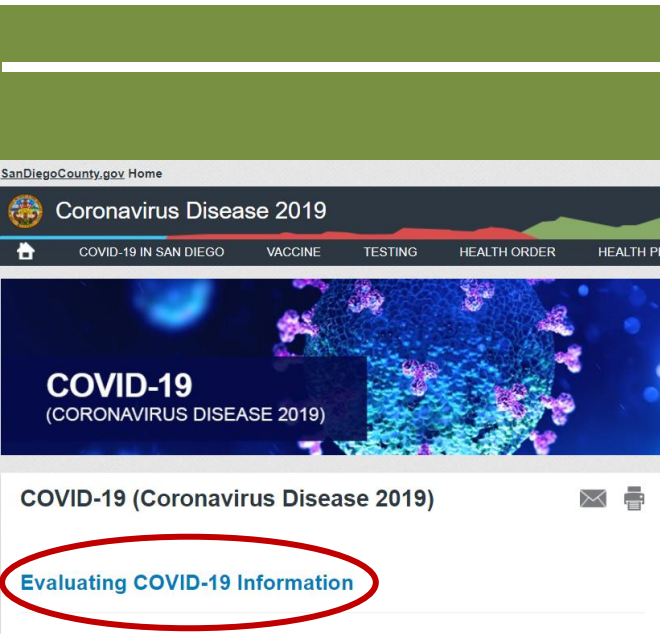 SanDiegoCounty.gov Home
Coronavirus Disease 2019
COVID-19 IN SAN DIEGO VACCINE TESTING HEALTH ORDER HEALTH
COVID-19
(CORONAVIRUS DISEASE 2019)
COVID-19 (Coronavirus Disease 2019)
Evaluating COVID-19 Information